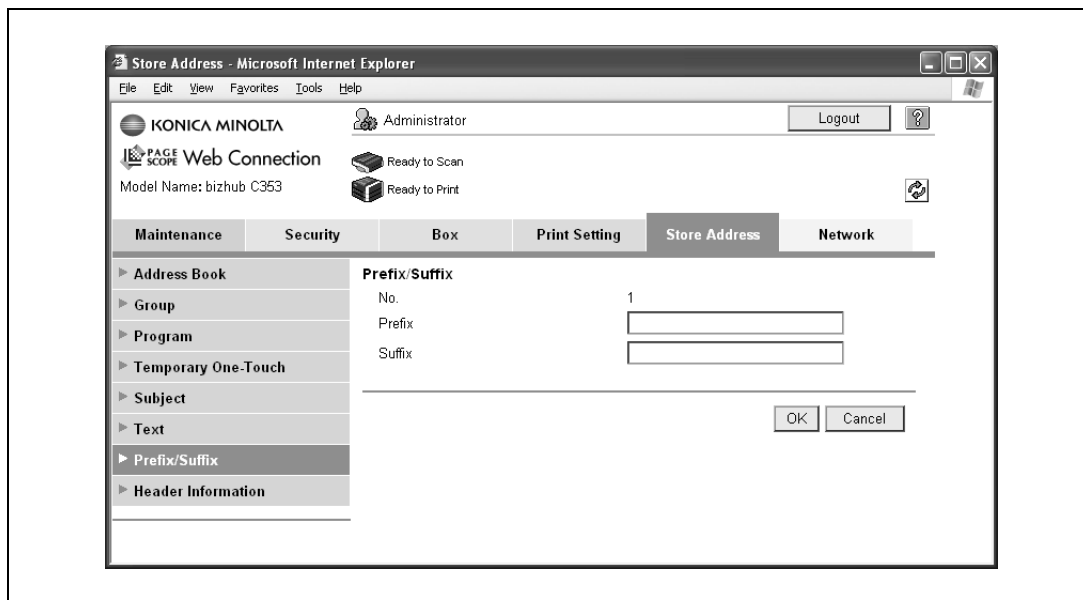 Store Address - Microsoft Internet Explorer
File Edit View Favorites Tools Help
KONICA MINOLTA
Administrator
Logout
?
PAGE SCOPE Web Connection
Ready to Scan
Model Name: bizhub C353
Ready to Print
Maintenance Security Box Print Setting Store Address Network
Address Book
Group
Program
Temporary One-Touch
Subject
Text
Prefix/Suffix
Header Information
Prefix/Suffix
No. 1
Prefix
Suffix
OK Cancel